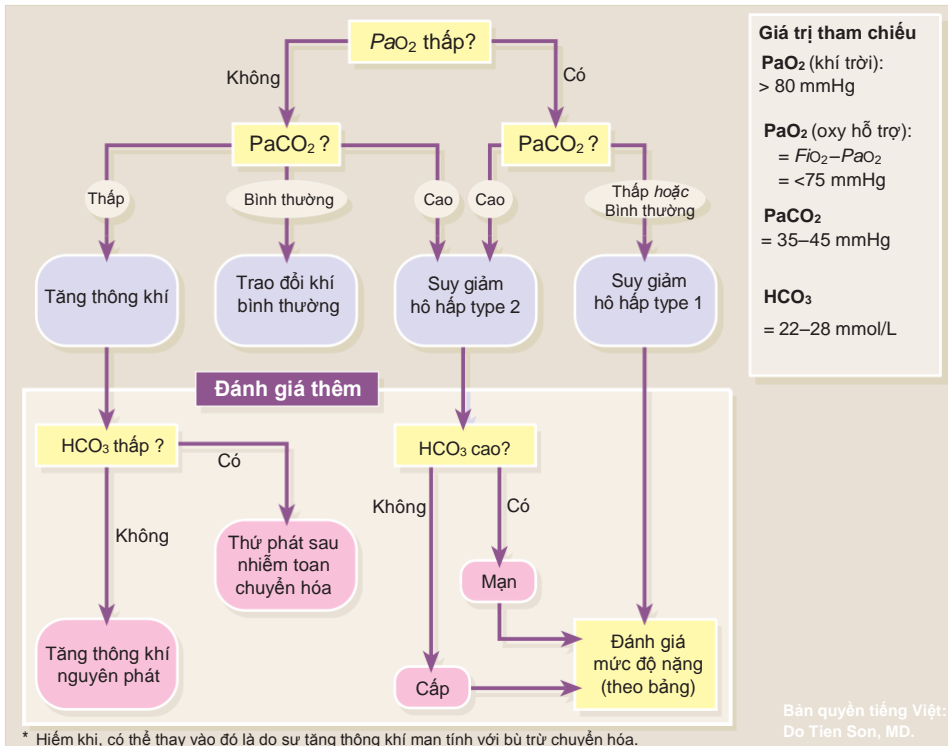 PaO₂ thấp?
Không
Có
PaCO₂ ?
PaCO₂ ?
Thấp
Bình thường
Cao
Cao
Thấp hoặc
Bình thường
Tăng thông khí
Trao đổi khí
bình thường
Suy giảm
hô hấp type 2
Suy giảm
hô hấp type 1
Đánh giá thêm
HCO₃ thấp ?
Có
Không
Thứ phát sau
nhiễm toan
chuyển hóa
Tăng thông khí
nguyên phát
HCO₃ cao?
Không
Có
Mạn
Cấp
Đánh giá
mức độ nặng
(theo bảng)
* Hiếm khi, có thể thay vào đó là do sự tăng thông khí mạn tính với bù trừ chuyển hóa.
Giá trị tham chiếu
PaO₂ (khí trời):
> 80 mmHg
PaO₂ (oxy hỗ trợ):
= FiO₂–PaO₂
= <75 mmHg
PaCO₂
= 35–45 mmHg
HCO₃
= 22–28 mmol/L
Bản quyền tiếng Việt:
Do Tien Son, MD.